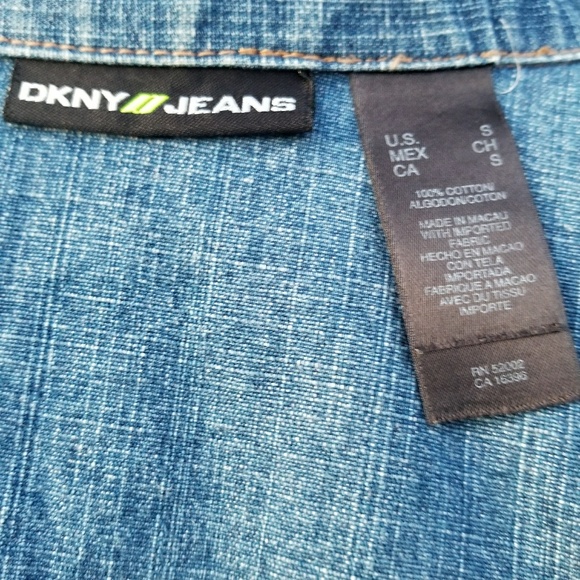 DKNY//JEANS
U.S. S
MEX CH
CA S
100% COTTON/
ALGODON/COTON/
MADE IN MACAU
WITH IMPORTED
FABRIC
HECHO EN MACAO
CON TELA
IMPORTADA
FABRIQUE A MACAO
AVEC DU TISSU
IMPORTE
RN 52002
CA 16396